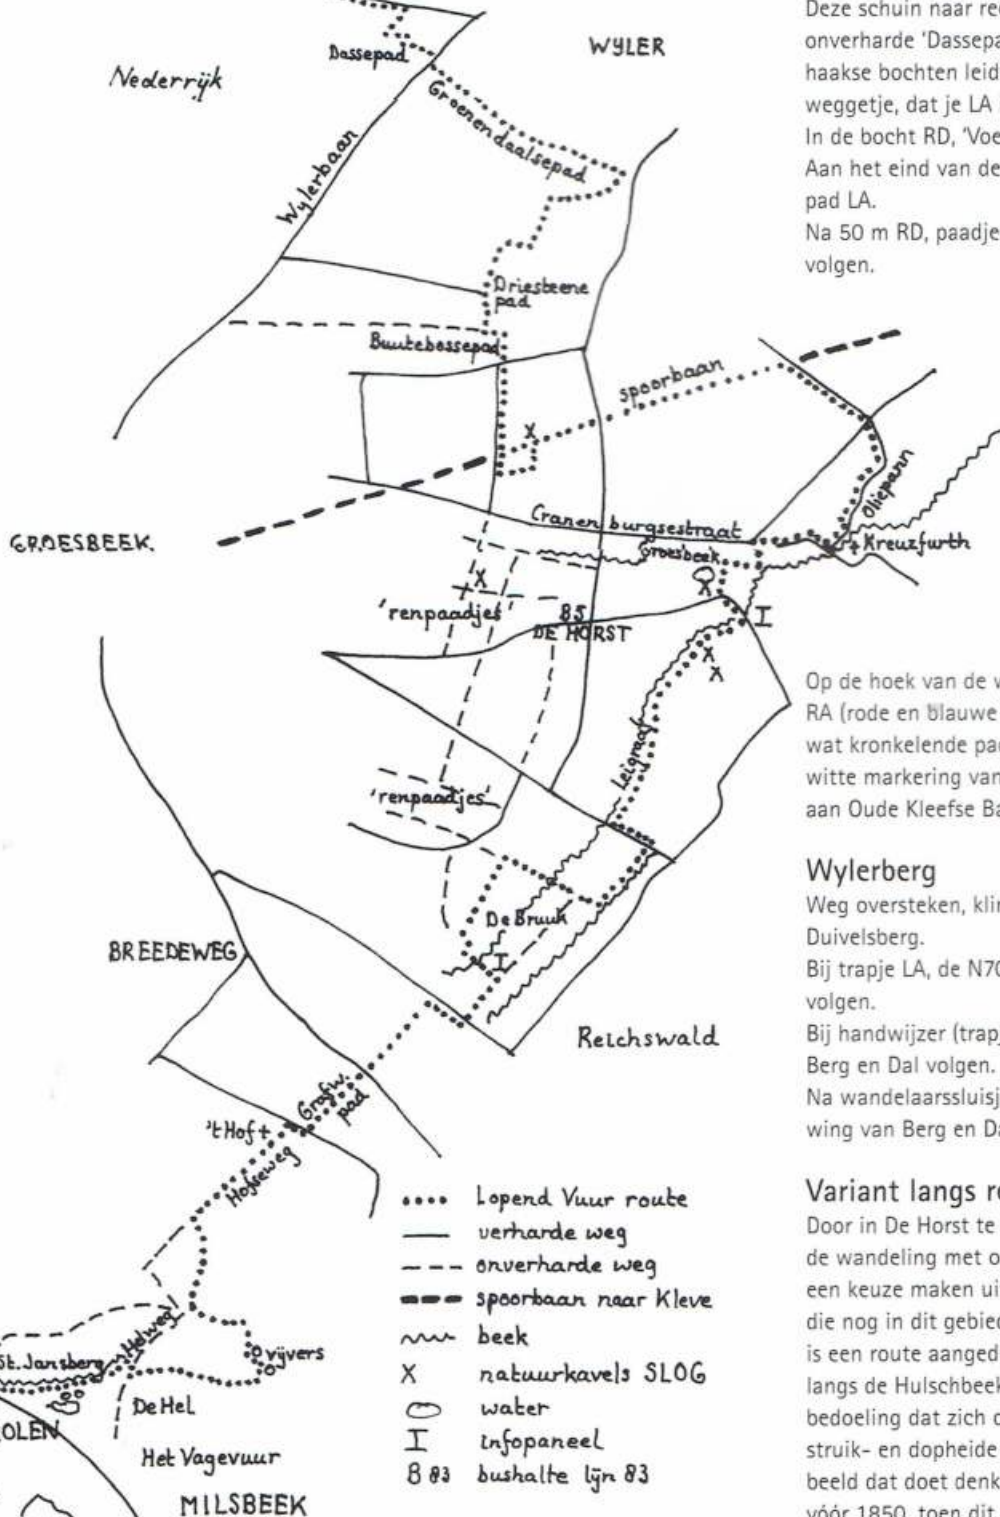 Dassepad
WYLER
Nederrijk
Groenendaalsepad
Wylerbaan
Driesteene
pad
Buutebossepad
spoorbaan
X
Oliepann
GROESBEEK.
Cranenburgsestraat
Groesbeek
+Kreuzfurth
X
X
'renpaadjes'
85
DE HORST
I
X
X
Leigraaf
'renpaadjes'
De Bruuk
I
BREEDEWEG
Reichswald
Grafw.
pad
't Hof+
Hofseweg
Helweg
St. Jansberg
vijvers
De Hel
OLEN
Het Vagevuur
MILSBEEK
Lopend Vuur route
verharde weg
onverharde weg
spoorbaan naar Kleve
beek
X natuurkavels SLOG
water
I infopaneel
B 83 bushalte lijn 83
Deze schuin naar re
onverharde 'Dassepa
haakse bochten leid
weggetje, dat je LA
In de bocht RD, 'Voe
Aan het eind van de
pad LA.
Na 50 m RD, paadje
volgen.
Op de hoek van de w
RA (rode en blauwe
wat kronkelende pa
witte markering van
aan Oude Kleefse Ba
Wylerberg
Weg oversteken, klin
Duivelsberg.
Bij trapje LA, de N70
volgen.
Bij handwijzer (trap
Berg en Dal volgen.
Na wandelaarssluisj
wing van Berg en Da
Variant langs re
Door in De Horst te
de wandeling met o
een keuze maken ui
die nog in dit gebied
is een route aanged
langs de Hulschbeek
bedoeling dat zich o
struik- en dopheide
beeld dat doet denk
vóór 1850, toen dit